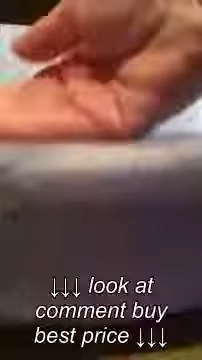 ↓↓↓ look at
comment buy
best price ↓↓↓